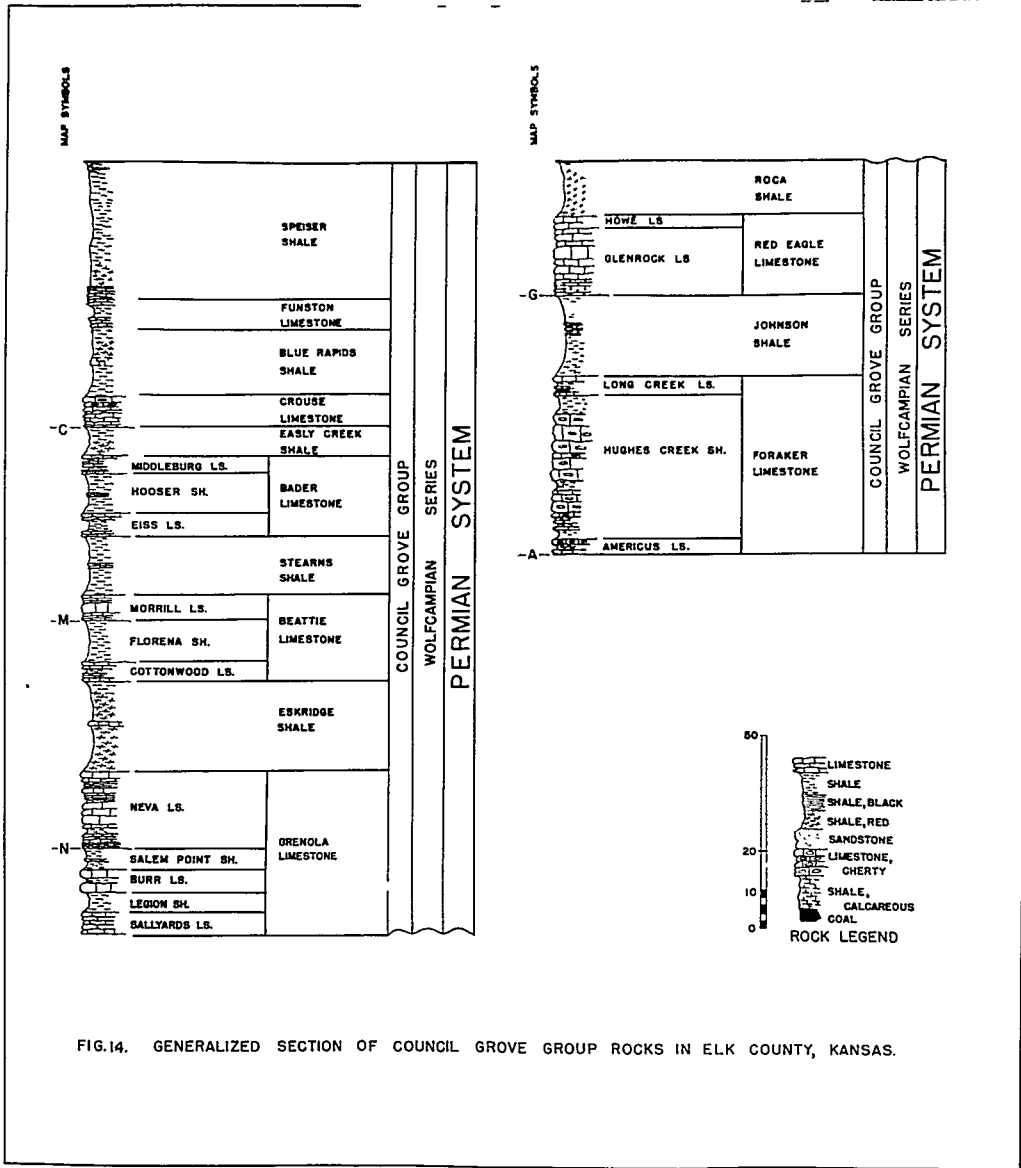 MAP SYMBOLS
SPEISER
SHALE
FUNSTON
LIMESTONE
BLUE RAPIDS
SHALE
CROUSE
LIMESTONE
-C-
EASLY CREEK
SHALE
MIDDLEBURG LS.
HOOSER SH.
EISS LS.
BADER
LIMESTONE
STEARNS
SHALE
MORRILL LS.
-M-
FLORENA SH.
COTTONWOOD LS.
BEATTIE
LIMESTONE
ESKRIDGE
SHALE
NEVA LS.
-N-
SALEM POINT SH.
BURR LS.
LEGION SH.
SALLYARDS LS.
GRENOLA
LIMESTONE
COUNCIL GROVE GROUP
WOLFCAMPIAN SERIES
PERMIAN SYSTEM
MAP SYMBOLS
ROCA
SHALE
HOWE LS
GLENROCK LS
RED EAGLE
LIMESTONE
-G-
JOHNSON
SHALE
LONG CREEK LS.
HUGHES CREEK SH.
AMERICUS LS.
-A-
FORAKER
LIMESTONE
COUNCIL GROVE GROUP
WOLFCAMPIAN SERIES
PERMIAN SYSTEM
50
20
10
0
LIMESTONE
SHALE
SHALE, BLACK
SHALE, RED
SANDSTONE
LIMESTONE,
CHERTY
SHALE,
CALCAREOUS
COAL
ROCK LEGEND
FIG.14. GENERALIZED SECTION OF COUNCIL GROVE GROUP ROCKS IN ELK COUNTY, KANSAS.